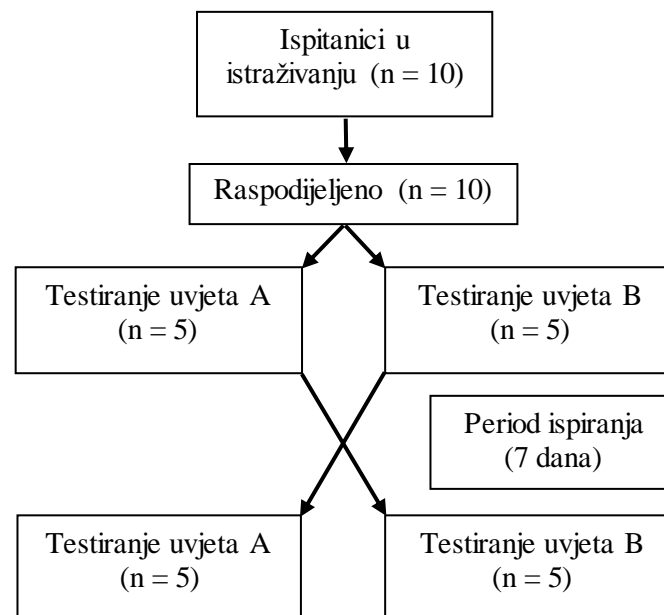 Ispitanici u
istraživanju (n = 10)
Raspodijeljeno (n = 10)
Testiranje uvjeta A
(n = 5)
Testiranje uvjeta B
(n = 5)
Period ispiranja
(7 dana)
Testiranje uvjeta A
(n = 5)
Testiranje uvjeta B
(n = 5)